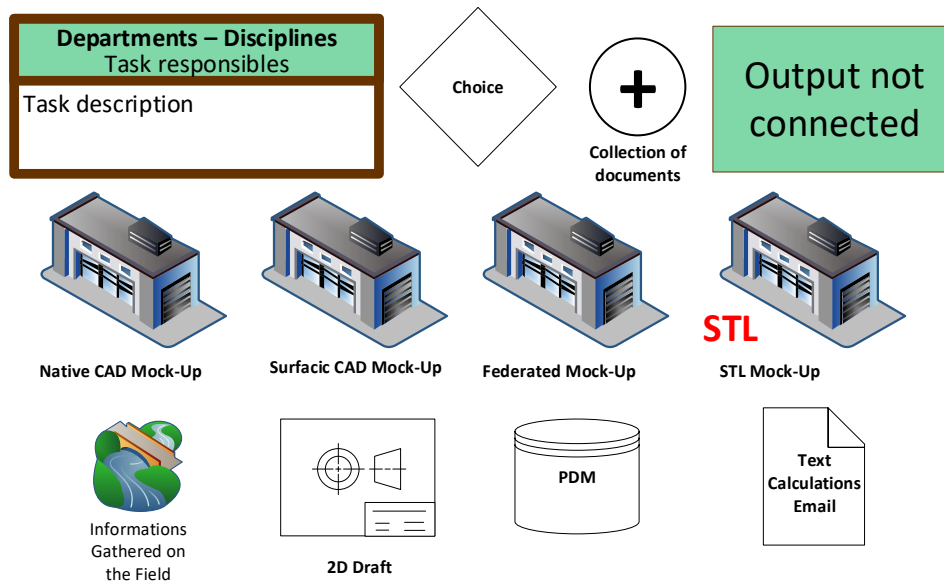 Departments – Disciplines
Task responsibles
Task description
Choice
Collection of
documents
Output not
connected
Native CAD Mock-Up
Surfacic CAD Mock-Up
Federated Mock-Up
STL
STL Mock-Up
Informations
Gathered on
the Field
2D Draft
PDM
Text
Calculations
Email